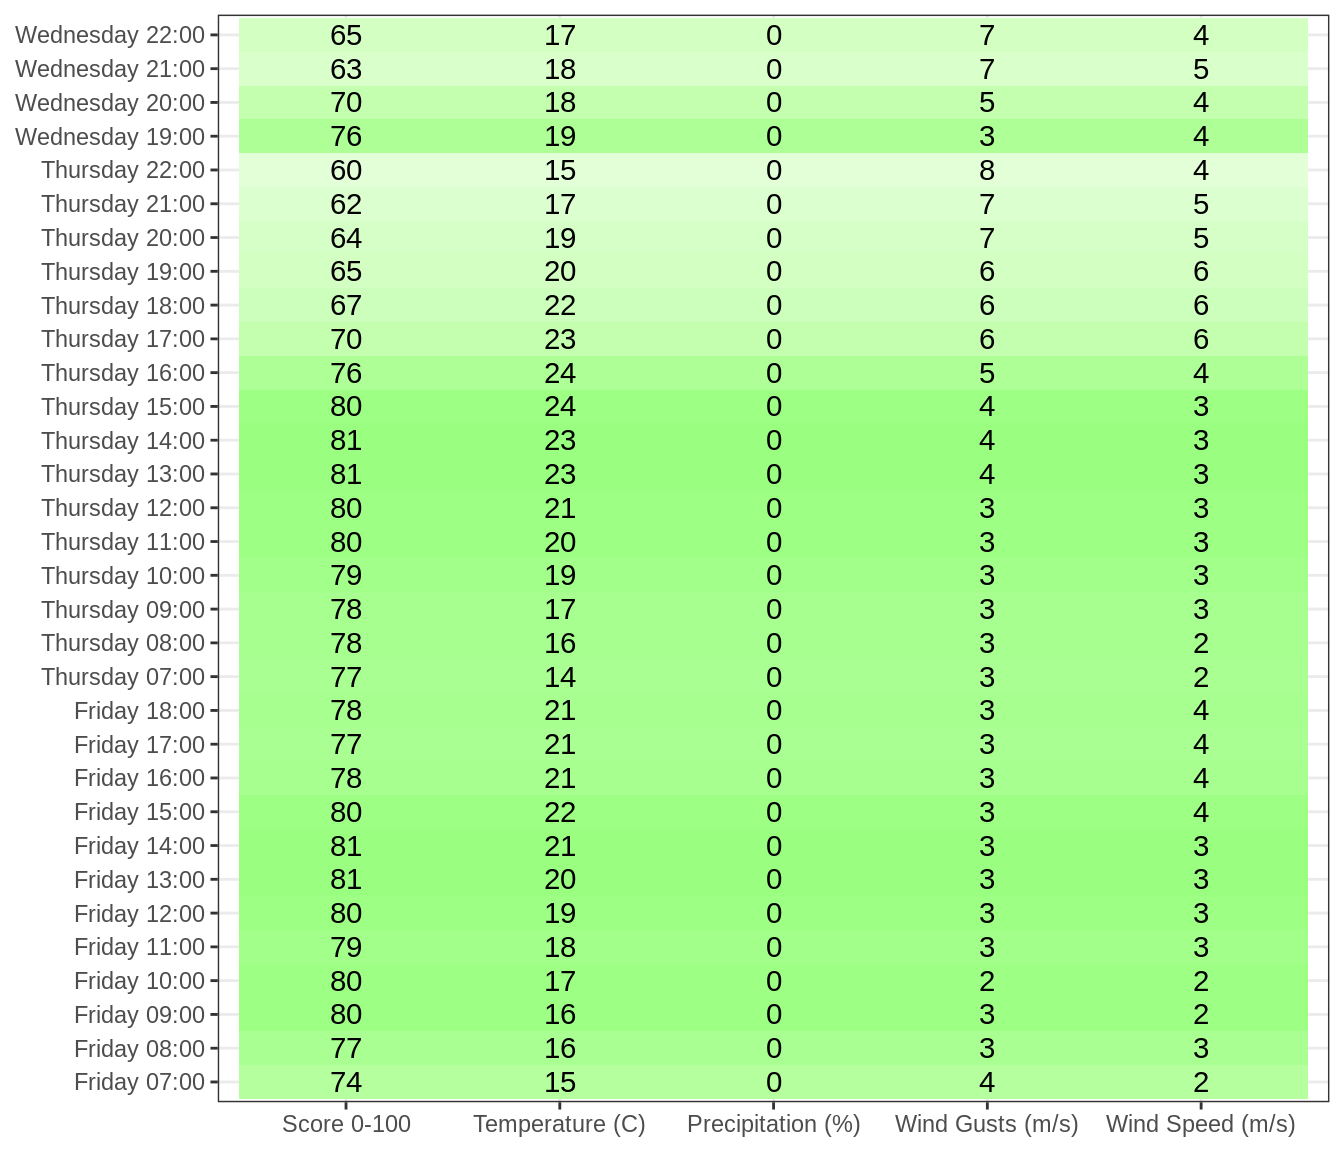 Wednesday 22:00 65 17 0 7 4
Wednesday 21:00 63 18 0 7 5
Wednesday 20:00 70 18 0 5 4
Wednesday 19:00 76 19 0 3 4
Thursday 22:00 60 15 0 8 4
Thursday 21:00 62 17 0 7 5
Thursday 20:00 64 19 0 7 5
Thursday 19:00 65 20 0 6 6
Thursday 18:00 67 22 0 6 6
Thursday 17:00 70 23 0 6 6
Thursday 16:00 76 24 0 5 4
Thursday 15:00 80 24 0 4 3
Thursday 14:00 81 23 0 4 3
Thursday 13:00 81 23 0 4 3
Thursday 12:00 80 21 0 3 3
Thursday 11:00 80 20 0 3 3
Thursday 10:00 79 19 0 3 3
Thursday 09:00 78 17 0 3 3
Thursday 08:00 78 16 0 3 2
Thursday 07:00 77 14 0 3 2
Friday 18:00 78 21 0 3 4
Friday 17:00 77 21 0 3 4
Friday 16:00 78 21 0 3 4
Friday 15:00 80 22 0 3 4
Friday 14:00 81 21 0 3 3
Friday 13:00 81 20 0 3 3
Friday 12:00 80 19 0 3 3
Friday 11:00 79 18 0 3 3
Friday 10:00 80 17 0 2 2
Friday 09:00 80 16 0 3 2
Friday 08:00 77 16 0 3 3
Friday 07:00 74 15 0 4 2
Score 0-100 Temperature (C) Precipitation (%) Wind Gusts (m/s) Wind Speed (m/s)